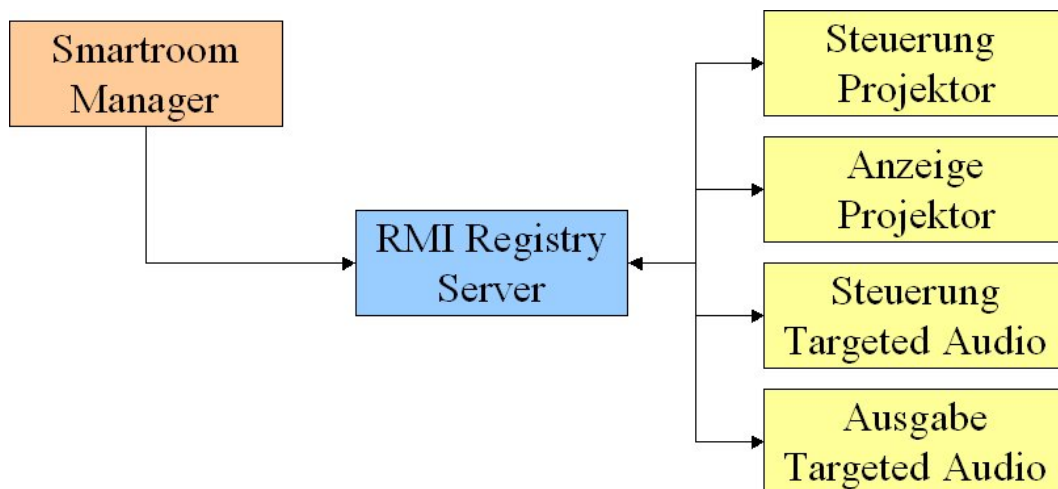 Smartroom
Manager
RMI Registry
Server
Steuerung
Projektor
Anzeige
Projektor
Steuerung
Targeted Audio
Ausgabe
Targeted Audio